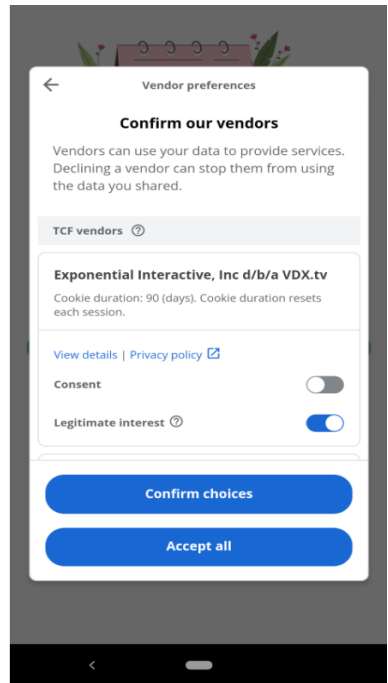 Vendor preferences
Confirm our vendors
Vendors can use your data to provide services.
Declining a vendor can stop them from using
the data you shared.
TCF vendors
Exponential Interactive, Inc d/b/a VDX.tv
Cookie duration: 90 (days). Cookie duration resets
each session.
View details | Privacy policy
Consent
Legitimate interest
Confirm choices
Accept all